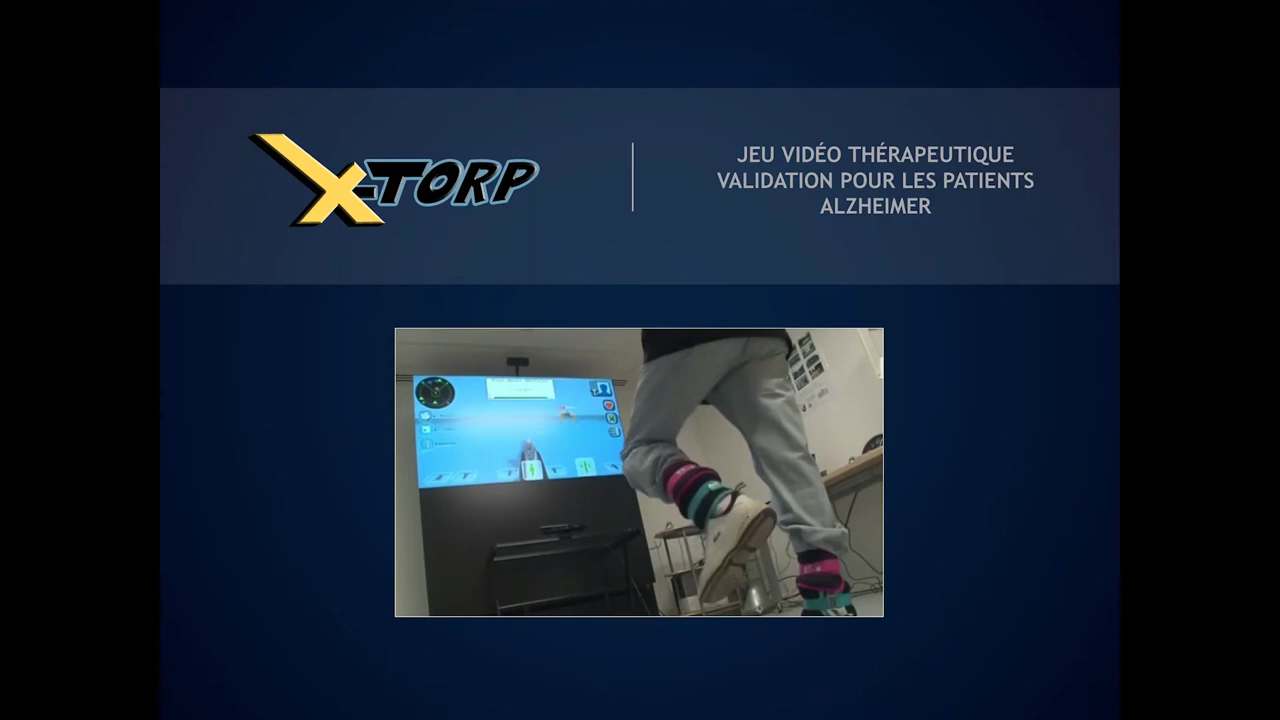 X-TORP
JEU VIDÉO THÉRAPEUTIQUE
VALIDATION POUR LES PATIENTS
ALZHEIMER